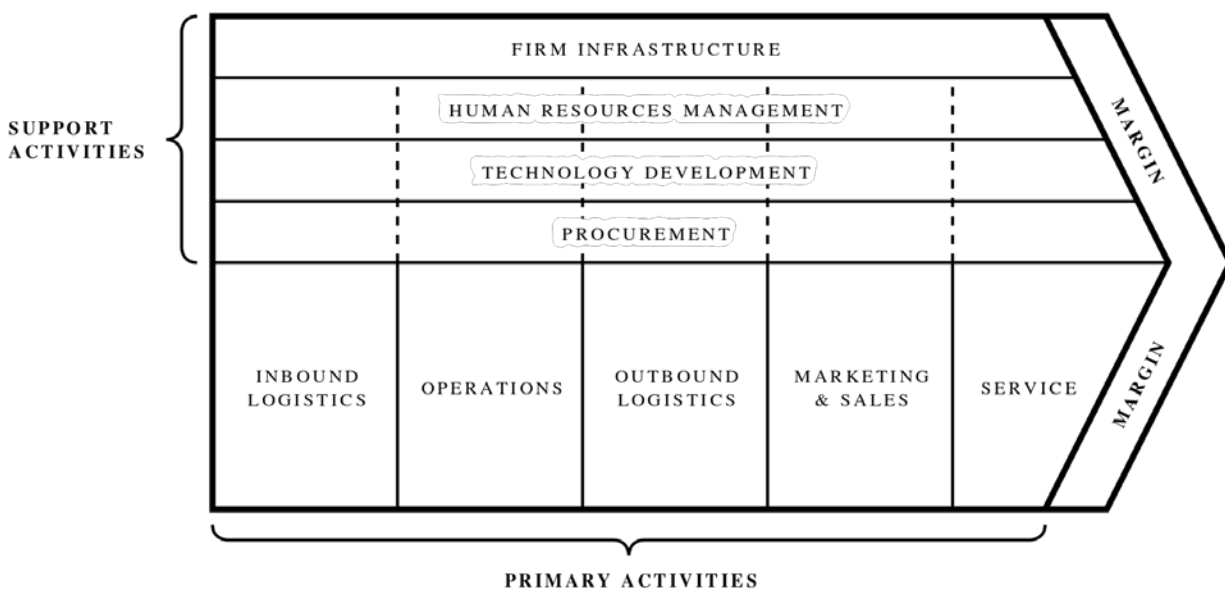 FIRM INFRASTRUCTURE
HUMAN RESOURCES MANAGEMENT
TECHNOLOGY DEVELOPMENT
PROCUREMENT
SUPPORT
ACTIVITIES
MARGIN
INBOUND
LOGISTICS
OPERATIONS
OUTBOUND
LOGISTICS
MARKETING
& SALES
SERVICE
MARGIN
PRIMARY ACTIVITIES